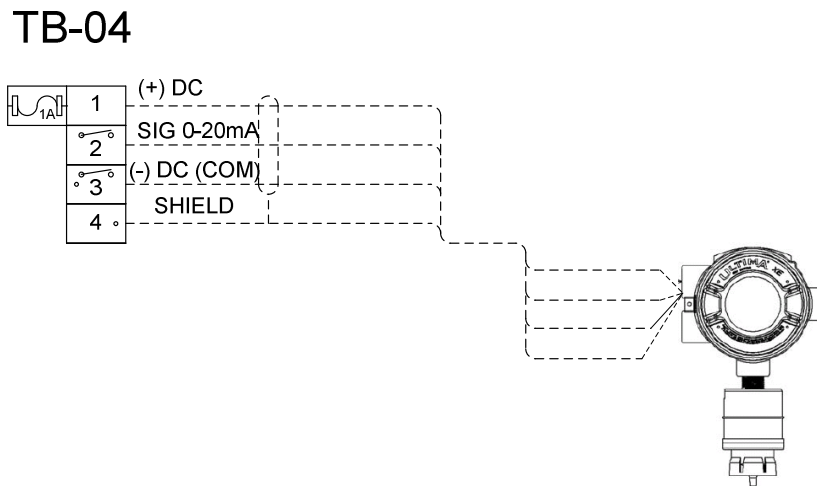 TB-04
(+) DC
1A
1
SIG 0-20mA
2
(-) DC (COM)
3
SHIELD
4
ULTIMA XE